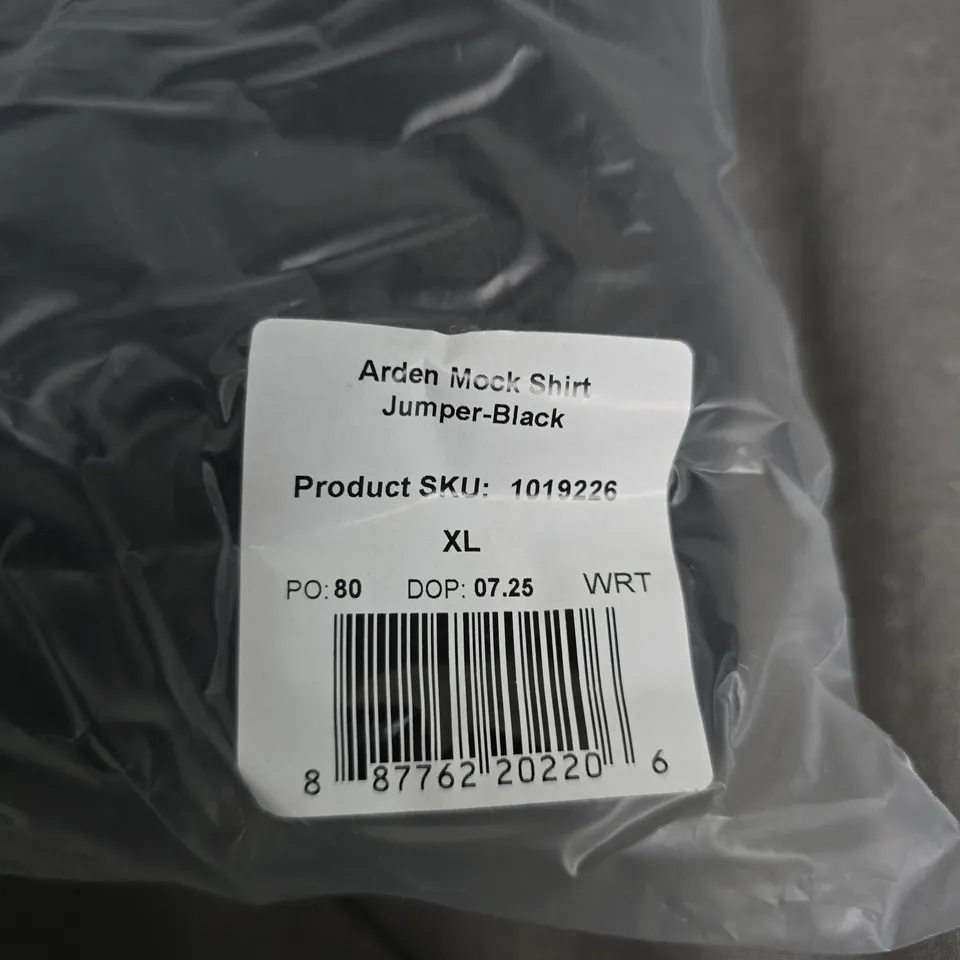 Arden Mock Shirt
Jumper-Black
Product SKU: 1019226
XL
PO: 80 DOP: 07.25 WRT
8 87762 20220 6